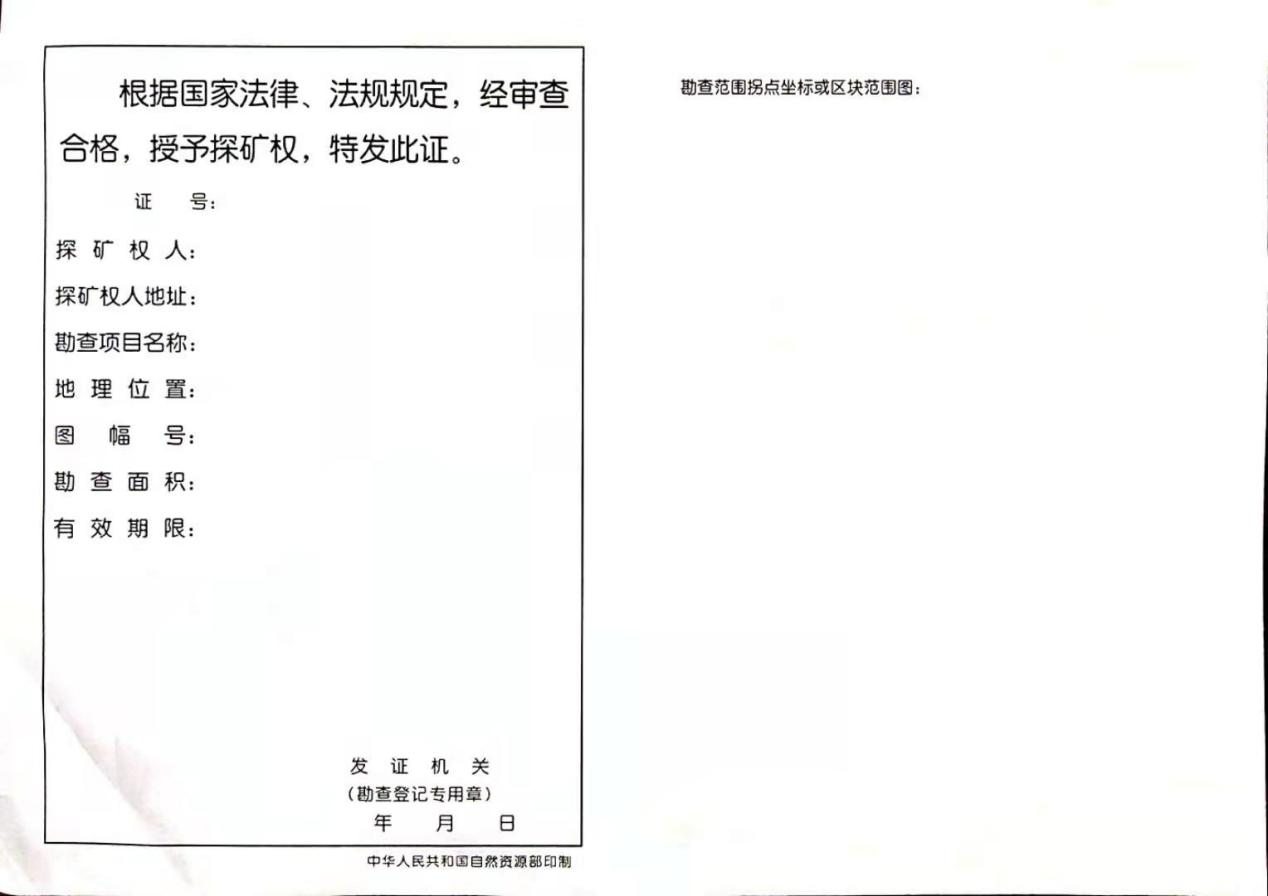 根据国家法律、法规规定，经审查
合格，授予探矿权，特发此证。
证 号：
探 矿 权 人：
探矿权人地址：
勘查项目名称：
地 理 位 置：
图 幅 号：
勘 查 面 积：
有 效 期 限：
发 证 机 关
（勘查登记专用章）
年 月 日
中华人民共和国自然资源部印制
勘查范围拐点坐标或区块范围图：